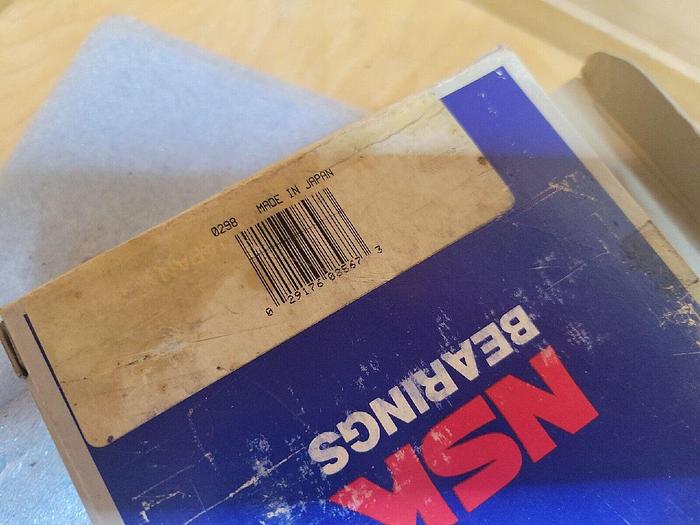 0298 MADE IN JAPAN
0 29176 08567 3
NSK
BEARINGS